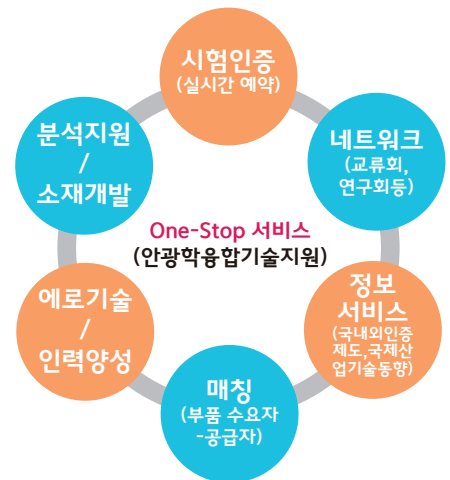 시험인증
(실시간 예약)
네트워크
(교류회,
연구회등)
정보
서비스
(국내외인증
제도,국제산
업기술동향)
매칭
(부품 수요자
-공급자)
에로기술
/
인력양성
분석지원
/
소재개발
One-Stop 서비스
(안광학융합기술지원)